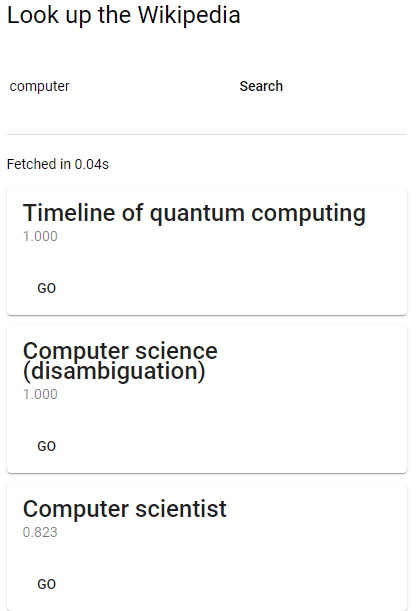 Look up the Wikipedia
computer
Search
Fetched in 0.04s
Timeline of quantum computing
1.000
GO
Computer science
(disambiguation)
1.000
GO
Computer scientist
0.823
GO